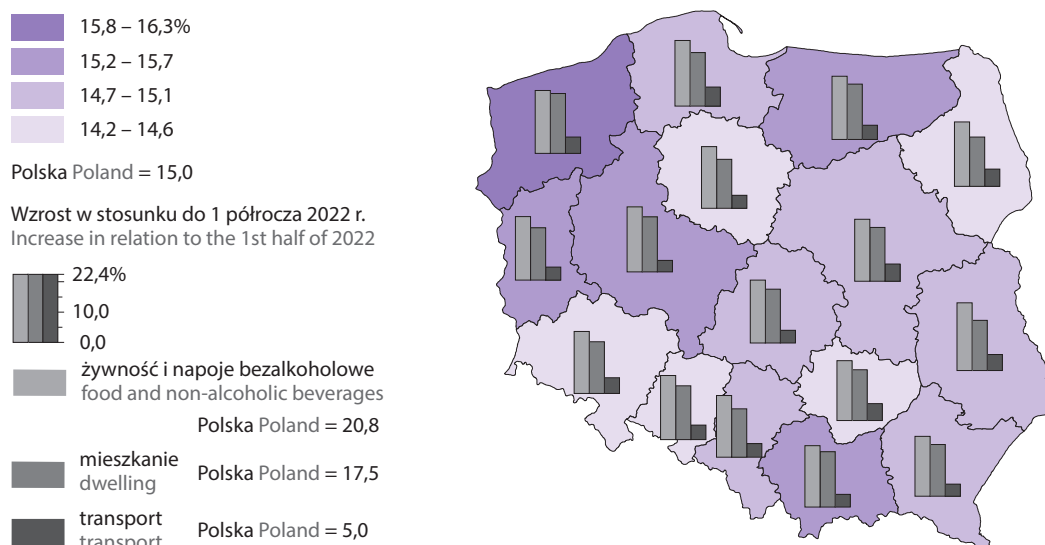 15,8 – 16,3%
15,2 – 15,7
14,7 – 15,1
14,2 – 14,6
Polska Poland = 15,0
Wzrost w stosunku do 1 półrocza 2022 r.
Increase in relation to the 1st half of 2022
22,4%
10,0
0,0
żywność i napoje bezalkoholowe
food and non-alcoholic beverages
Polska Poland = 20,8
mieszkanie
dwelling
Polska Poland = 17,5
transport
Polska Poland = 5,0
transport